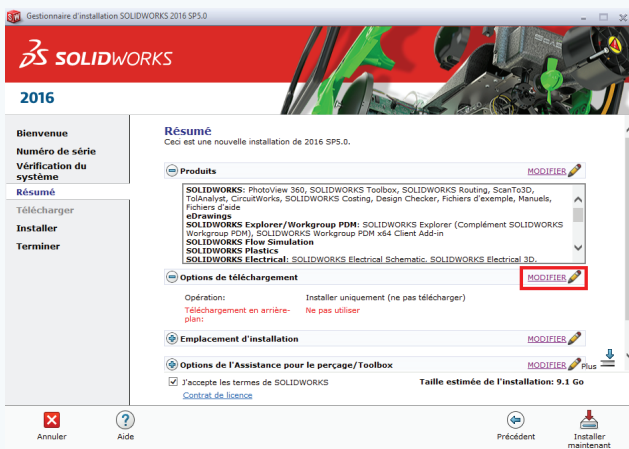 Gestionnaire d'installation SOLIDWORKS 2016 SP5.0
SOLIDWORKS
2016
Bienvenue
Numéro de série
Vérification du
système
Résumé
Télécharger
Installer
Terminer
Résumé
Ceci est une nouvelle installation de 2016 SP5.0.
Produits MODIFIER
SOLIDWORKS: PhotoView 360, SOLIDWORKS Toolbox, SOLIDWORKS Routing, ScanTo3D,
TolAnalyst, CircuitWorks, SOLIDWORKS Costing, Design Checker, Fichiers d'exemple, Manuels,
Fichiers d'aide
eDrawings
SOLIDWORKS Explorer/Workgroup PDM: SOLIDWORKS Explorer (Complément SOLIDWORKS
Workgroup PDM), SOLIDWORKS Workgroup PDM x64 Client Add-in
SOLIDWORKS Flow Simulation
SOLIDWORKS Plastics
SOLIDWORKS Electrical: SOLIDWORKS Electrical Schematic, SOLIDWORKS Electrical 3D,
Options de téléchargement MODIFIER
Opération: Installer uniquement (ne pas télécharger)
Téléchargement en arrière- Ne pas utiliser
plan:
Emplacement d'installation MODIFIER
Options de l'Assistance pour le perçage/Toolbox MODIFIER Plus
J'accepte les termes de SOLIDWORKS Taille estimée de l'installation: 9.1 Go
Contrat de licence
Annuler Aide Précédent Installer
maintenant